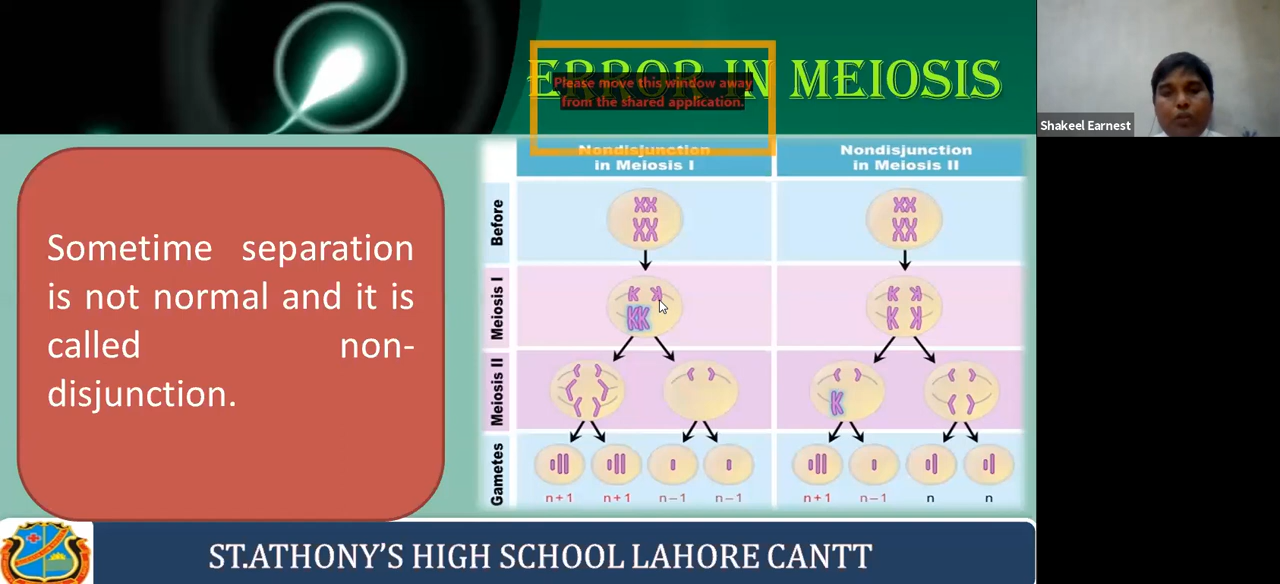 ERROR IN MEIOSIS
Please move this window away
from the shared application.
Shakeel Earnest
Sometime separation
is not normal and it is
called non-
disjunction.
Nondisjunction
in Meiosis I
Nondisjunction
in Meiosis II
Before
Meiosis I
Meiosis II
Gametes
n+1 n+1 n−1 n−1
n+1 n−1 n n
ST.ATHONY'S HIGH SCHOOL LAHORE CANTT